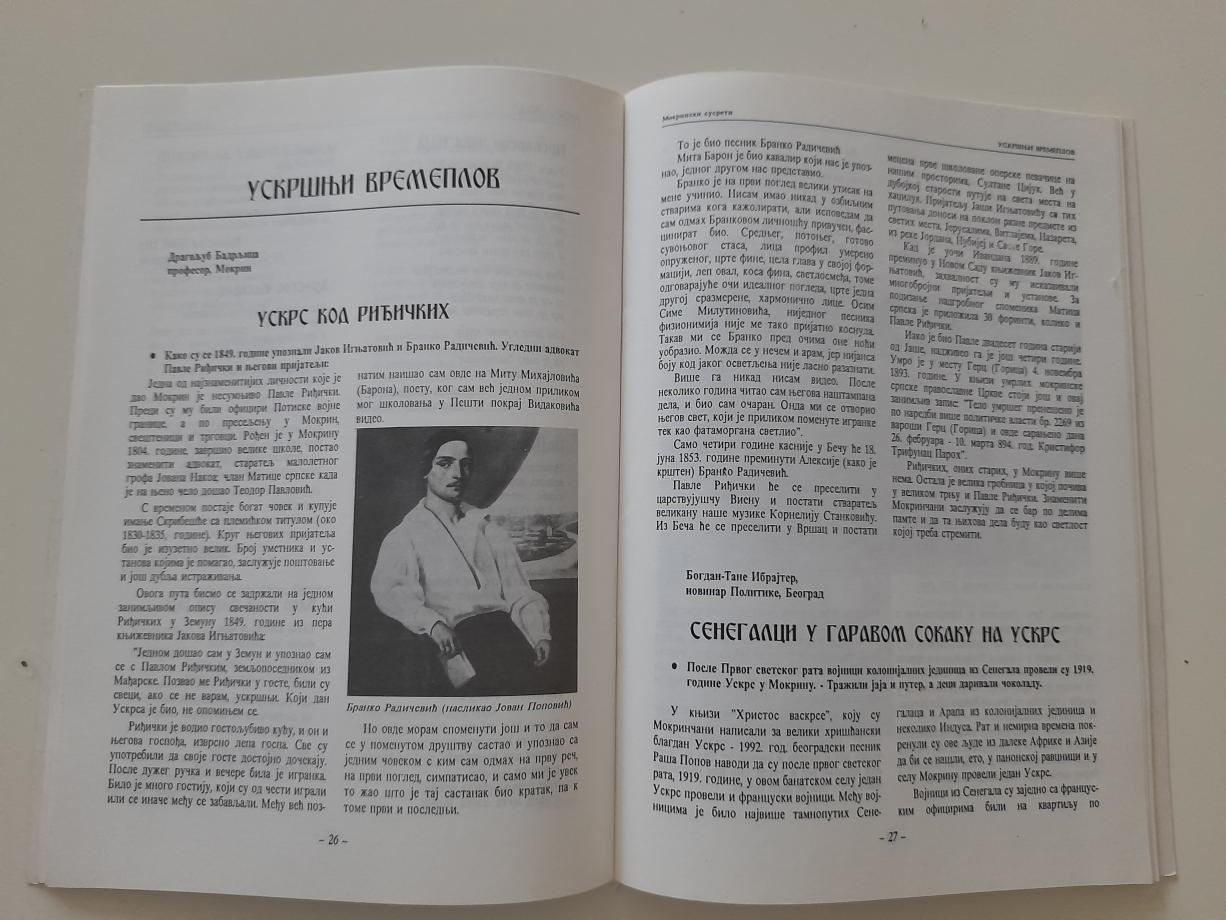 УСКРШЊИ ВРЕМЕПЛОВ
Драгољуб Бадрљица
професор, Мокрин
УСКРС КОД РИЂИЧКИХ
• Како су се 1849. године упознали Јаков Игњатовић и Бранко Радичевић. Угледни адвокат
Павле Риђички и његови пријатељи:
Једна од најзнаменитијих личности које је
дао Мокрин је несумњиво Павле Риђички.
Преци су му били официри Потиске војне
границе, а по пресељењу у Мокрин,
свештеници и трговци. Рођен је у Мокрину
1804. године, завршио велике школе, постао
знаменити адвокат, старатељ малолетног
грофа Јована Накоа; члан Матице српске када
је на њено чело дошао Теодор Павловић.
С временом постаје богат човек и купује
имање Скрибешће са племићком титулом (око
1830-1835. године). Круг његових пријатеља
био је изузетно велик. Број уметника и ус-
танова којима је помагао, заслужује поштовање
и још дубља истраживања.
Овога пута бисмо се задржали на једном
занимљивом опису свечаности у кући
Риђичких у Земуну 1849. године из пера
књижевника Јакова Игњатовића:
"Једном дошао сам у Земун и упознао сам
се с Павлом Риђичким, земљопоседником из
Мађарске. Позвао ме Риђички у госте, били су
свеци, ако се не варам, ускршњи. Који дан
Ускрса је био, не опомињем се.
Риђички је водио гостољубиво кућу, и он и
његова госпођа, изврсно лепа госпа. Све су
употребили да своје госте достојно дочекају.
После дужег ручка и вечере била је игранка.
Било је много гостију, који су од чести играли
или се иначе међу се забављали. Међу већ поз-
натим наишао сам овде на Миту Михајловића
(Барона), поету, ког сам већ једном приликом
мог школовања у Пешти покрај Видаковића
видео.
Бранко Радичевић (насликао Јован Поповић)
Но овде морам споменути још и то да сам
се у поменутом друштву састао и упознао са
једним човеком с ким сам одмах на прву реч,
на први поглед, симпатисао, и само ми је увек
то жао што је тај састанак био кратак, па к
томе први и последњи.
- 26 -
Мокрински сусрети
УСКРШЊИ ВРЕМЕПЛОВ
То је био песник Бранко Радичевић
Мита Барон је био кавалир који нас је упоз-
нао, једног другом нас представио.
Бранко је на први поглед велики утисак на
мене учинио. Нисам имао никад у озбиљним
стварима кога кажолирати, али исповедам да
сам одмах Бранковом личношћу привучен, фас-
цинират био. Средњег, потоњег, готово
сувоњовог стаса, лица профил умерено
опруженог, црте фине, цела глава у својој фор-
мацији, леп овал, коса фина, светлосмеђа, томе
одговарајуће очи идеалног погледа, црте једна
другој сразмерене, хармонично лице. Осим
Симе Милутиновића, ниједног песника
физиономија није ме тако пријатно коснула.
Такав ми се Бранко пред очима оне ноћи
уобразио. Можда се у нечем и арам, јер нијанса
боју код јаког осветљења није ласно разазнати.
Више га никад нисам видео. После
неколико година читао сам његова наштампана
дела, и био сам очаран. Онда ми се отворио
његов свет, који је приликом поменуте игранке
тек као фатаморгана светлио".
Само четири године касније у Бечу ће 18.
јуна 1853. године преминути Алексије (како је
крштен) Бранко Радичевић.
Павле Риђички ће се преселити у
царствујушчу Виену и постати стваратељ
великану наше музике Корнелију Станковићу.
Из Беча ће се преселити у Вршац и постати
мецена прве школоване оперске певачице на
нашим просторима, Султане Цијук. Већ у
дубокој старости путује на света места на
хаџилук. Пријатељу Јаши Игњатовићу са тих
путовања доноси на поклон разне предмете из
светих места, Јерусалима, Витлајема, Назарета,
из реке Јордана, Нубијеј и Свете Горе.
Кад је уочи Ивандана 1889. године
преминуо у Новом Саду књижевник Јаков Иг-
њатовић, захвалност су му исказивали
многобројни пријатељи и установе. За
подизање надгробног споменика Матица
српска је приложила 30 форинти, колико и
Павле Риђички.
Иако је био Павле двадесет година старији
од Јаше, надживео га је још четири године.
Умро је у месту Герц (Горица) 4. новембра
1893. године. У књизи умрлих мокринске
српске православне Цркве стоји још и овај
занимљив запис: "Тело умршег пренешено је
по наредби више политичке власти бр. 2269 из
вароши Герц (Горица) и овде сарањено дана
26. фебруара - 10. марта 894. год. Кристифор
Трифунац Парох".
Риђичких, оних старих, у Мокрину више
нема. Остала је велика гробница у којој почива
у великом трњу и Павле Риђички. Знаменити
Мокринчани заслужују да се бар по делима
памте и да та њихова дела буду као светлост
којој треба стремити.
Богдан-Тане Ибрајтер,
новинар Политике, Београд
СЕНЕГАЛЦИ У ГАРАВОМ СОКАКУ НА УСКРС
• После Првог светског рата војници колонијалних јединица из Сенегала провели су 1919.
године Ускрс у Мокрину. - Тражили јаја и путер, а деци даривали чоколаду.
У књизи "Христос васкрсе", коју су
Мокринчани написали за велики хришћански
благдан Ускрс - 1992. год, београдски песник
Раша Попов наводи да су после првог светског
рата, 1919. године, у овом банатском селу један
Ускрс провели и француски војници. Међу вој-
ницима је било највише тамнопутих Сене-
галаца и Арапа из колонијалних јединица и
неколико Индуса. Рат и немирна времена пок-
ренули су ове људе из далеке Африке и Азије
да би се нашли, ето, у панонској равници и у
селу Мокрину провели један Ускрс.
Војници из Сенегала су заједно са францус-
ким официрима били на квартиљу по
- 27 -